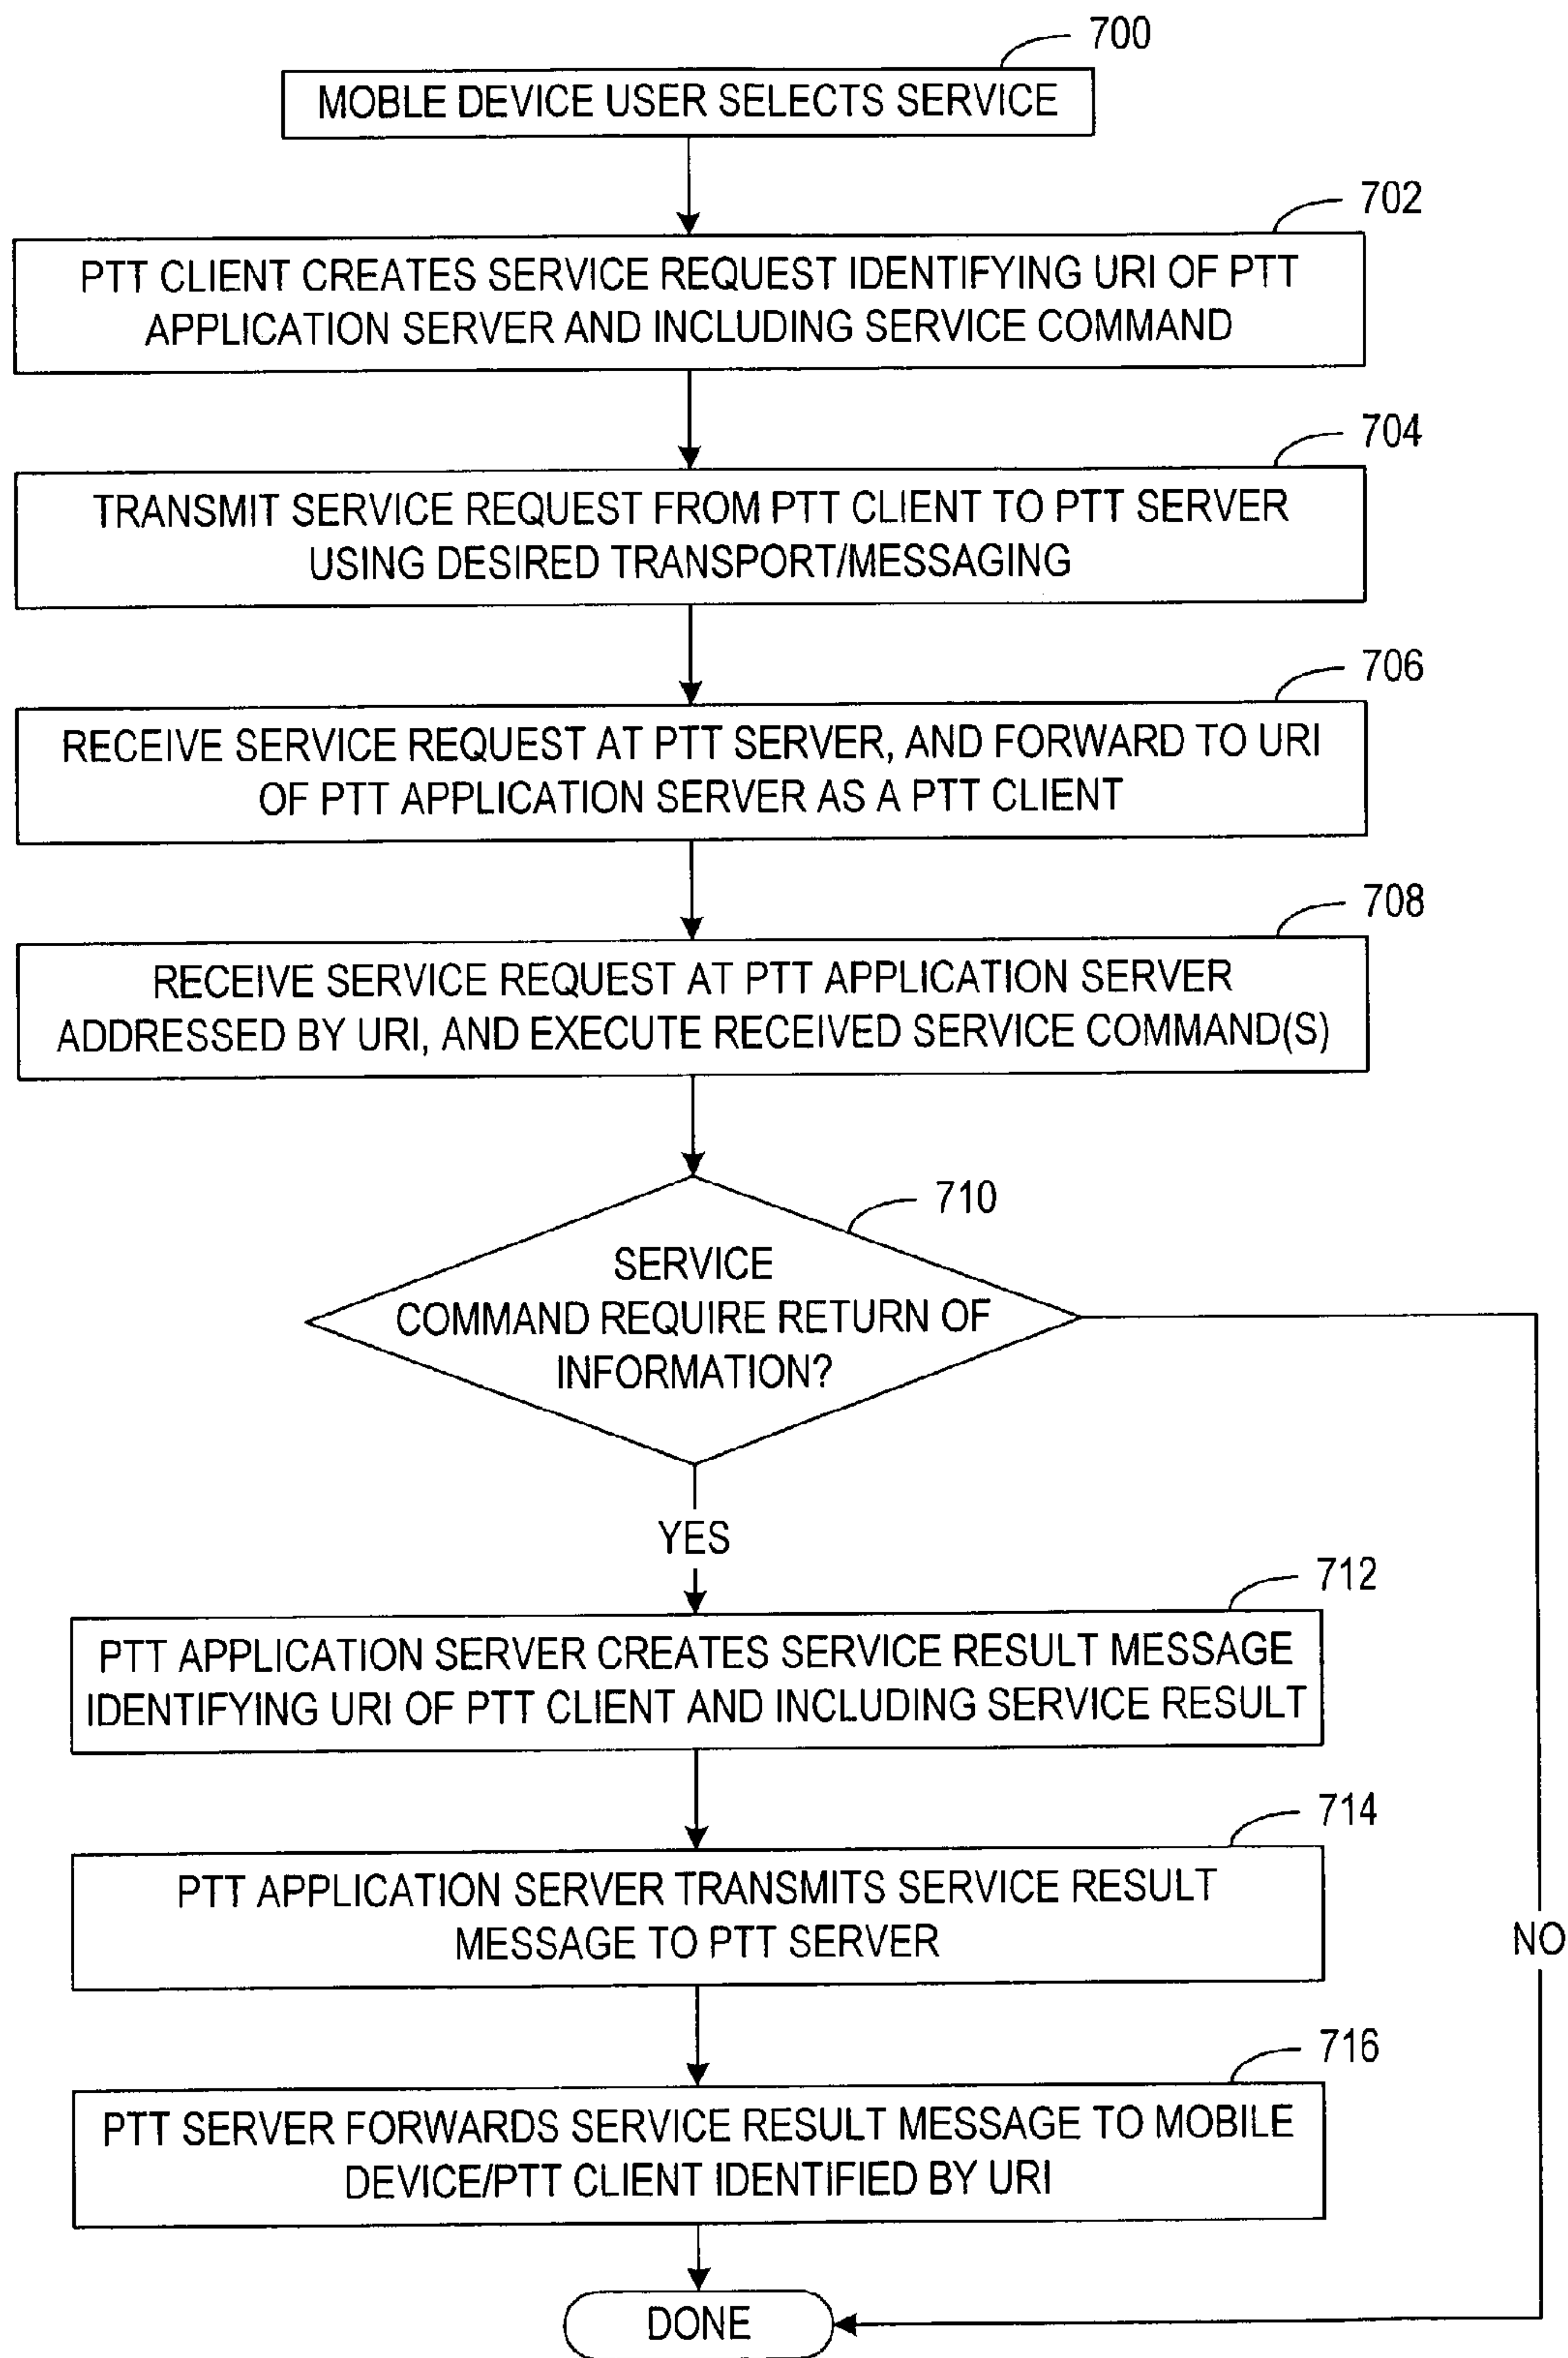 700
MOBLE DEVICE USER SELECTS SERVICE
702
PTT CLIENT CREATES SERVICE REQUEST IDENTIFYING URI OF PTT
APPLICATION SERVER AND INCLUDING SERVICE COMMAND
704
TRANSMIT SERVICE REQUEST FROM PTT CLIENT TO PTT SERVER
USING DESIRED TRANSPORT/MESSAGING
706
RECEIVE SERVICE REQUEST AT PTT SERVER, AND FORWARD TO URI
OF PTT APPLICATION SERVER AS A PTT CLIENT
708
RECEIVE SERVICE REQUEST AT PTT APPLICATION SERVER
ADDRESSED BY URI, AND EXECUTE RECEIVED SERVICE COMMAND(S)
710
SERVICE
COMMAND REQUIRE RETURN OF
INFORMATION?
YES
712
PTT APPLICATION SERVER CREATES SERVICE RESULT MESSAGE
IDENTIFYING URI OF PTT CLIENT AND INCLUDING SERVICE RESULT
714
PTT APPLICATION SERVER TRANSMITS SERVICE RESULT
MESSAGE TO PTT SERVER
NO
716
PTT SERVER FORWARDS SERVICE RESULT MESSAGE TO MOBILE
DEVICE/PTT CLIENT IDENTIFIED BY URI
DONE